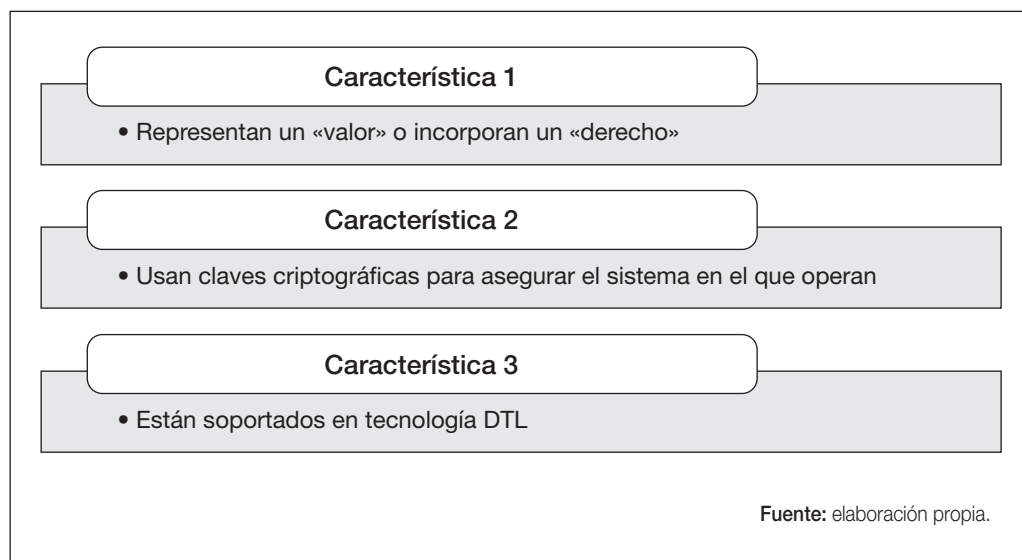 Característica 1
• Representan un «valor» o incorporan un «derecho»
Característica 2
• Usan claves criptográficas para asegurar el sistema en el que operan
Característica 3
• Están soportados en tecnología DTL
Fuente: elaboración propia.